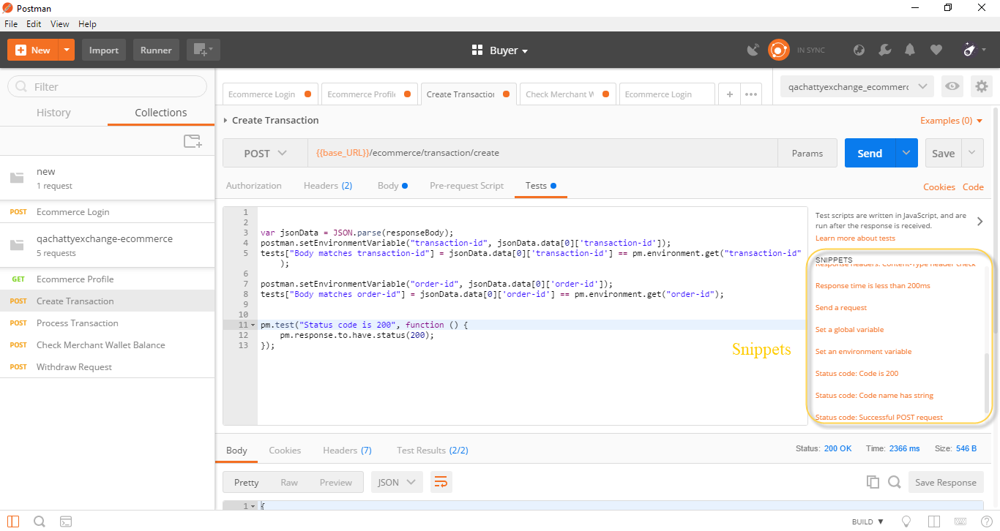 Postman
File Edit View Help
New Import Runner Buyer IN SYNC
Filter
History Collections
new
1 request
POST Ecommerce Login
qachattyexchange-ecommerce
5 requests
GET Ecommerce Profile
POST Create Transaction
POST Process Transaction
POST Check Merchant Wallet Balance
POST Withdraw Request
Ecommerce Login Ecommerce Profile Create Transaction Check Merchant W Ecommerce Login + ••• qachattyexchange_ecommerc
Create Transaction Examples (0)
POST {{base_URL}}/ecommerce/transaction/create Params Send Save
Authorization Headers (2) Body Pre-request Script Tests Cookies Code
1
2
3 var jsonData = JSON.parse(responseBody);
4 postman.setEnvironmentVariable("transaction-id", jsonData.data[0]['transaction-id']);
5 tests["Body matches transaction-id"] = jsonData.data[0]['transaction-id'] == pm.environment.get("transaction-id"
);
6
7 postman.setEnvironmentVariable("order-id", jsonData.data[0]['order-id']);
8 tests["Body matches order-id"] = jsonData.data[0]['order-id'] == pm.environment.get("order-id");
9
10
11 pm.test("Status code is 200", function () {
12 pm.response.to.have.status(200);
13 });
Snippets
Test scripts are written in JavaScript, and are
run after the response is received.
Learn more about tests
SNIPPETS
Response headers: Content-Type header check
Response time is less than 200ms
Send a request
Set a global variable
Set an environment variable
Status code: Code is 200
Status code: Code name has string
Status code: Successful POST request
Body Cookies Headers (7) Test Results (2/2) Status: 200 OK Time: 2366 ms Size: 546 B
Pretty Raw Preview JSON Save Response
1 {
BUILD